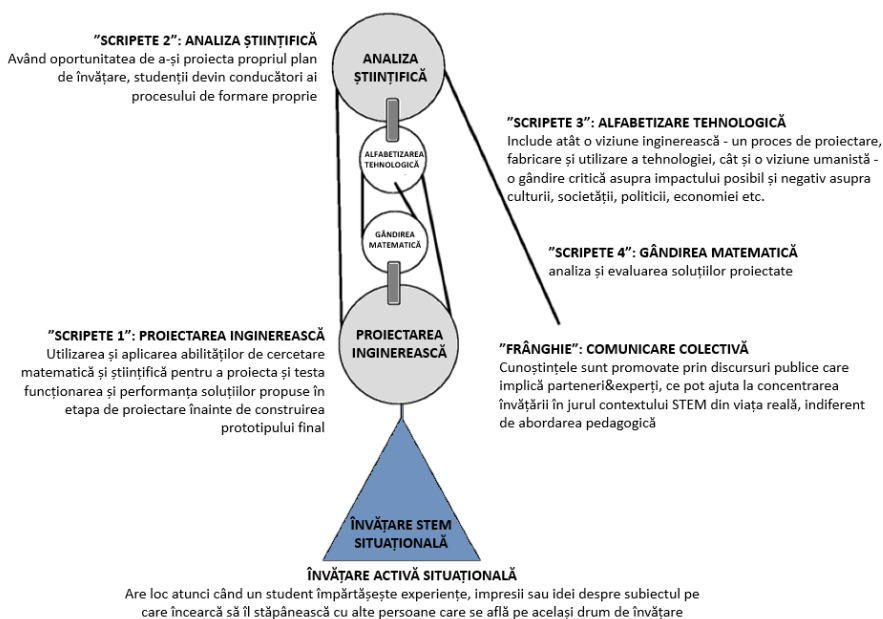 ”SCRIPETE 2”: ANALIZA ȘTIINȚIFICĂ
Având oportunitatea de a-și proiecta propriul plan
de învățare, studenții devin conducători ai
procesului de formare proprie
ANALIZA
ȘTIINȚIFICĂ
ALFABETIZAREA
TEHNOLOGICĂ
GÂNDIREA
MATEMATICĂ
PROIECTAREA
INGINEREASCĂ
”SCRIPETE 3”: ALFABETIZARE TEHNOLOGICĂ
Include atât o viziune inginerească - un proces de proiectare,
fabricare și utilizare a tehnologiei, cât și o viziune umanistă -
o gândire critică asupra impactului posibil și negativ asupra
culturii, societății, politicii, economiei etc.
”SCRIPETE 4”: GÂNDIREA MATEMATICĂ
analiza și evaluarea soluțiilor proiectate
”SCRIPETE 1”: PROIECTAREA INGINEREASCĂ
Utilizarea și aplicarea abilităților de cercetare
matematică și științifică pentru a proiecta și testa
funcționarea și performanța soluțiilor propuse în
etapa de proiectare înainte de construirea
prototipului final
”FRÂNGHIE”: COMUNICARE COLECTIVĂ
Cunoștințele sunt promovate prin discursuri publice care
implică parteneri&experți, ce pot ajuta la concentrarea
învățării în jurul contextului STEM din viața reală, indiferent
de abordarea pedagogică
ÎNVĂȚARE STEM
SITUAȚIONALĂ
ÎNVĂȚARE ACTIVĂ SITUAȚIONALĂ
Are loc atunci când un student împărtășește experiențe, impresii sau idei despre subiectul pe
care încearcă să îl stăpânească cu alte persoane care se află pe același drum de învățare